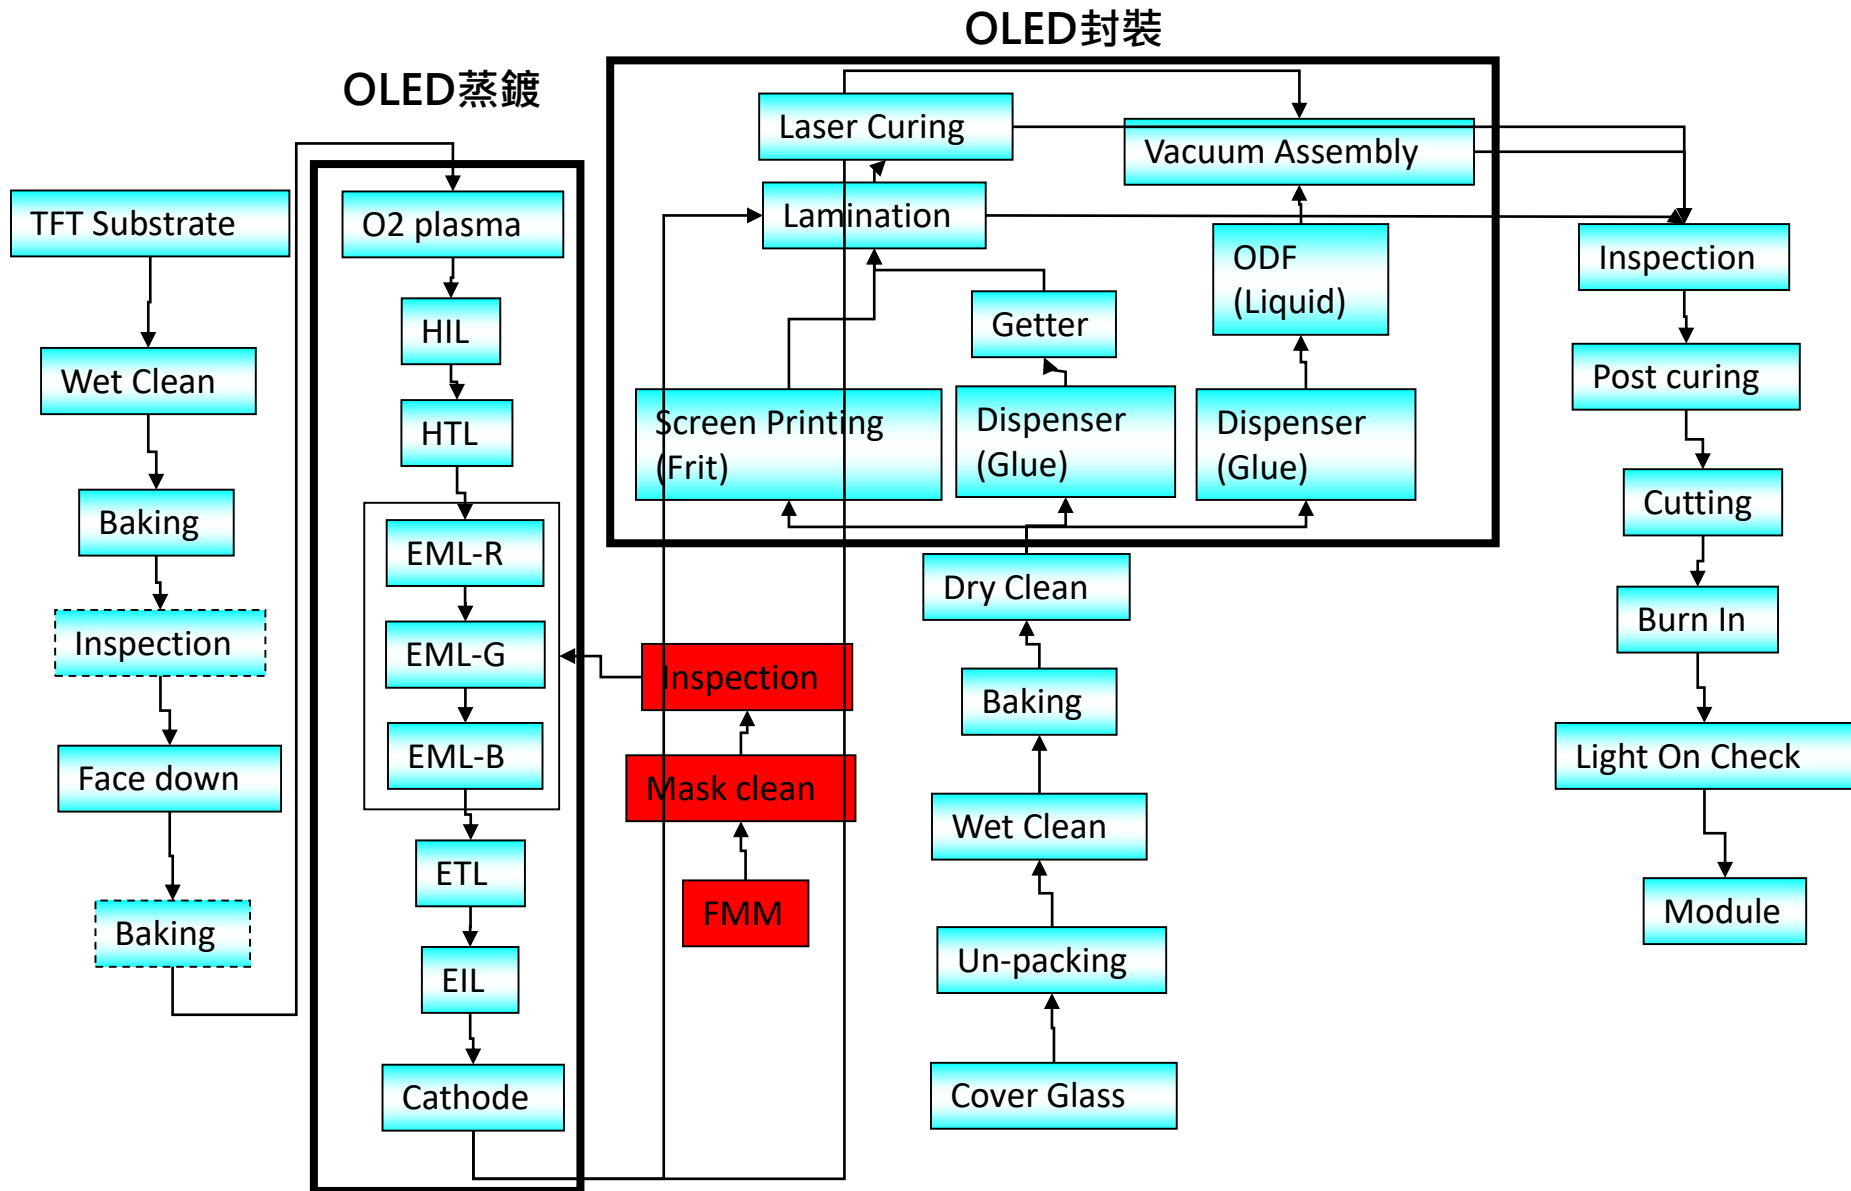 OLED封裝
OLED蒸鍍
TFT Substrate
Wet Clean
Baking
Inspection
Face down
Baking
O2 plasma
HIL
HTL
EML-R
EML-G
EML-B
ETL
EIL
Cathode
Inspection
Mask clean
FMM
Laser Curing
Lamination
Vacuum Assembly
ODF
(Liquid)
Getter
Screen Printing
(Frit)
Dispenser
(Glue)
Dispenser
(Glue)
Dry Clean
Baking
Wet Clean
Un-packing
Cover Glass
Inspection
Post curing
Cutting
Burn In
Light On Check
Module